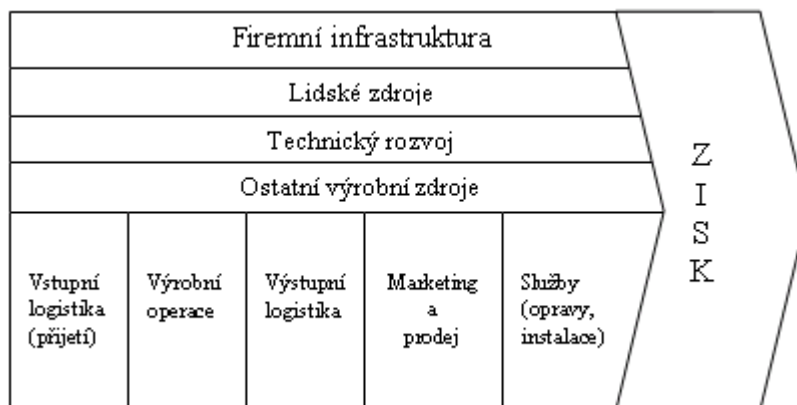 Firemní infrastruktura
Lidské zdroje
Technický rozvoj
Ostatní výrobní zdroje
Vstupní
logistika
(přijetí)
Výrobní
operace
Výstupní
logistika
Marketing
a
prodej
Služby
(opravy,
instalace)
Z
I
S
K